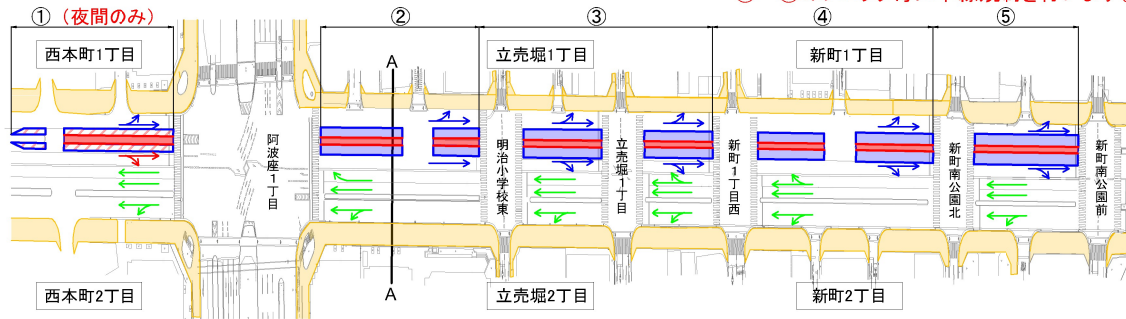 ① (夜間のみ)
②
③
④
⑤
西本町1丁目
A
立売堀1丁目
新町1丁目
阿波座1丁目
明治小学校東
立売堀1丁目
新町1丁目西
新町南公園北
新町南公園前
西本町2丁目
A
立売堀2丁目
新町2丁目